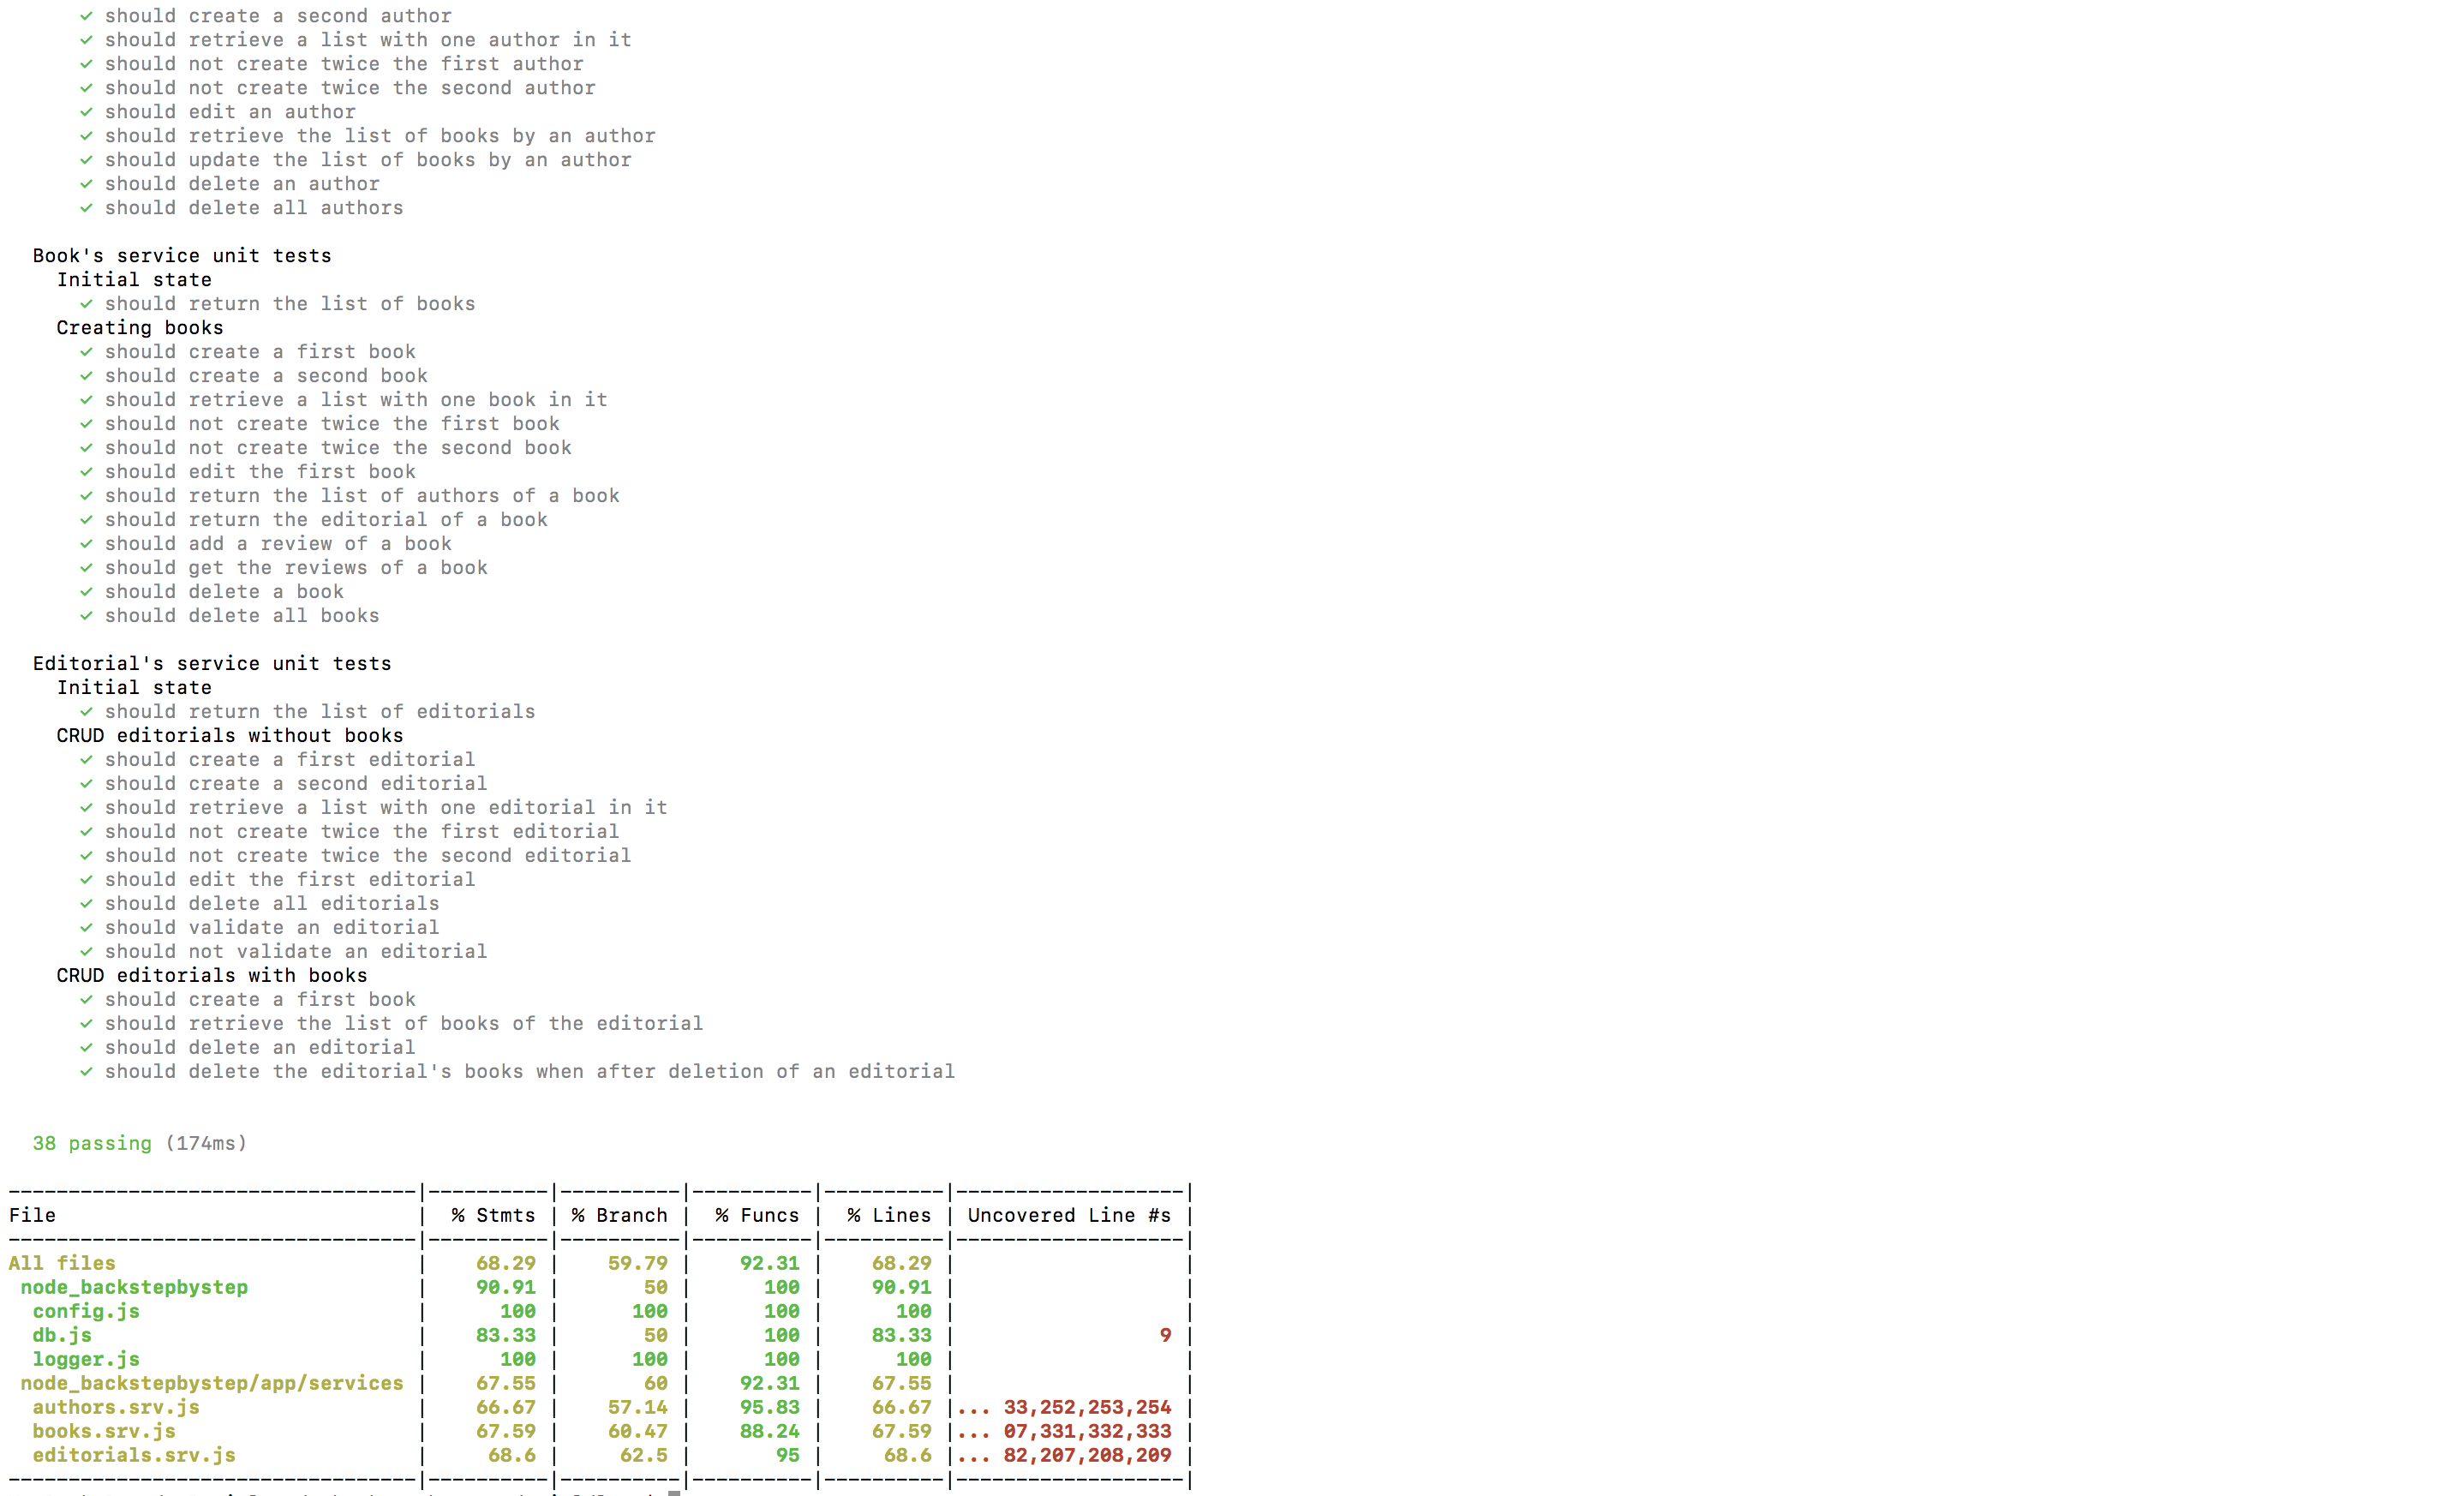 ✓ should create a second author
✓ should retrieve a list with one author in it
✓ should not create twice the first author
✓ should not create twice the second author
✓ should edit an author
✓ should retrieve the list of books by an author
✓ should update the list of books by an author
✓ should delete an author
✓ should delete all authors
Book's service unit tests
Initial state
✓ should return the list of books
Creating books
✓ should create a first book
✓ should create a second book
✓ should retrieve a list with one book in it
✓ should not create twice the first book
✓ should not create twice the second book
✓ should edit the first book
✓ should return the list of authors of a book
✓ should return the editorial of a book
✓ should add a review of a book
✓ should get the reviews of a book
✓ should delete a book
✓ should delete all books
Editorial's service unit tests
Initial state
✓ should return the list of editorials
CRUD editorials without books
✓ should create a first editorial
✓ should create a second editorial
✓ should retrieve a list with one editorial in it
✓ should not create twice the first editorial
✓ should not create twice the second editorial
✓ should edit the first editorial
✓ should delete all editorials
✓ should validate an editorial
✓ should not validate an editorial
CRUD editorials with books
✓ should create a first book
✓ should retrieve the list of books of the editorial
✓ should delete an editorial
✓ should delete the editorial's books when after deletion of an editorial
38 passing (174ms)
----------------------------------|----------|----------|----------|----------|-------------------|
File | % Stmts | % Branch | % Funcs | % Lines | Uncovered Line #s |
----------------------------------|----------|----------|----------|----------|-------------------|
All files | 68.29 | 59.79 | 92.31 | 68.29 | |
node_backstepbystep | 90.91 | 50 | 100 | 90.91 | |
config.js | 100 | 100 | 100 | 100 | |
db.js | 83.33 | 50 | 100 | 83.33 | 9 |
logger.js | 100 | 100 | 100 | 100 | |
node_backstepbystep/app/services | 67.55 | 60 | 92.31 | 67.55 | |
authors.srv.js | 66.67 | 57.14 | 95.83 | 66.67 |... 33,252,253,254 |
books.srv.js | 67.59 | 60.47 | 88.24 | 67.59 |... 07,331,332,333 |
editorials.srv.js | 68.6 | 62.5 | 95 | 68.6 |... 82,207,208,209 |
----------------------------------|----------|----------|----------|----------|-------------------|